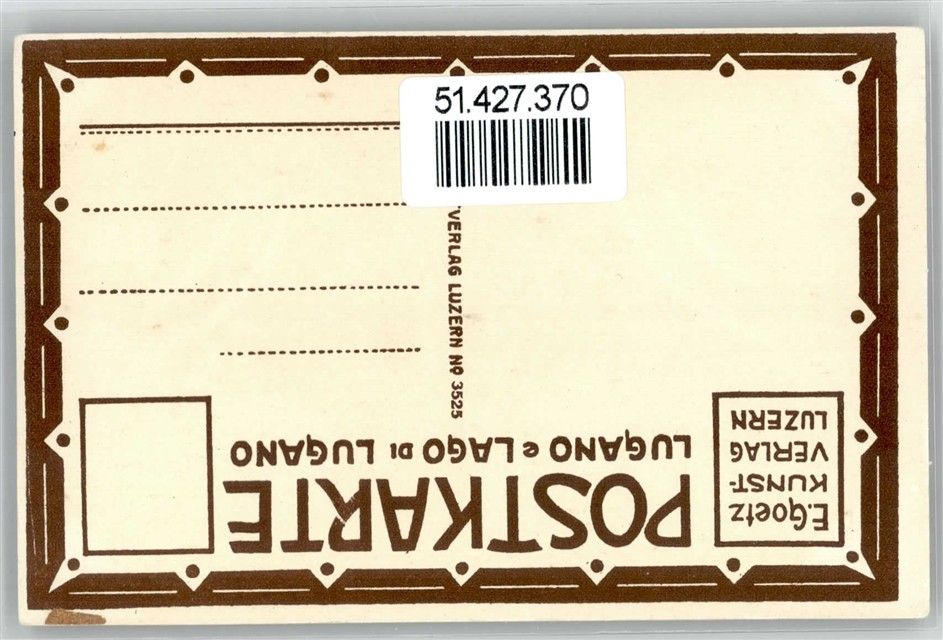 51.427.370
E.Goetz
KUNST-
VERLAG
LUZERN
POSTKARTE
LUGANO e LAGO DI LUGANO
VERLAG LUZERN No 3525